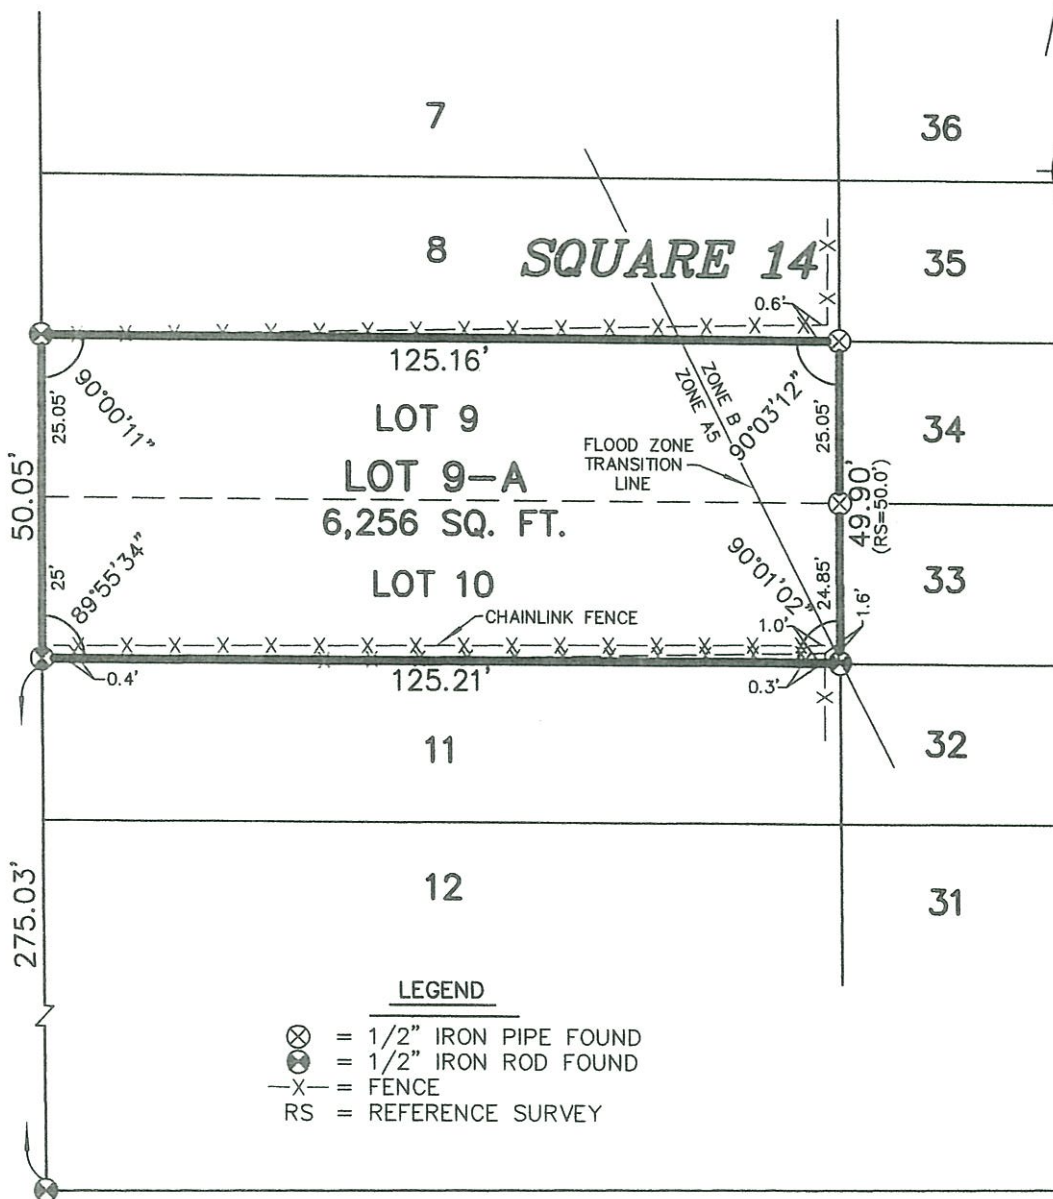 7
36
8
SQUARE 14
35
0.6'
125.16'
90°00'11"
25.05'
ZONE B
ZONE A5
90°03'12"
25.05'
LOT 9
34
FLOOD ZONE
TRANSITION
LINE
LOT 9-A
50.05'
49.90'
(RS=50.0')
6,256 SQ. FT.
25'
89°55'34"
LOT 10
90°01'02"
24.85'
33
CHAINLINK FENCE
1.0'
1.6'
0.4'
125.21'
0.3'
11
32
12
31
275.03'
LEGEND
= 1/2" IRON PIPE FOUND
= 1/2" IRON ROD FOUND
—X— = FENCE
RS = REFERENCE SURVEY